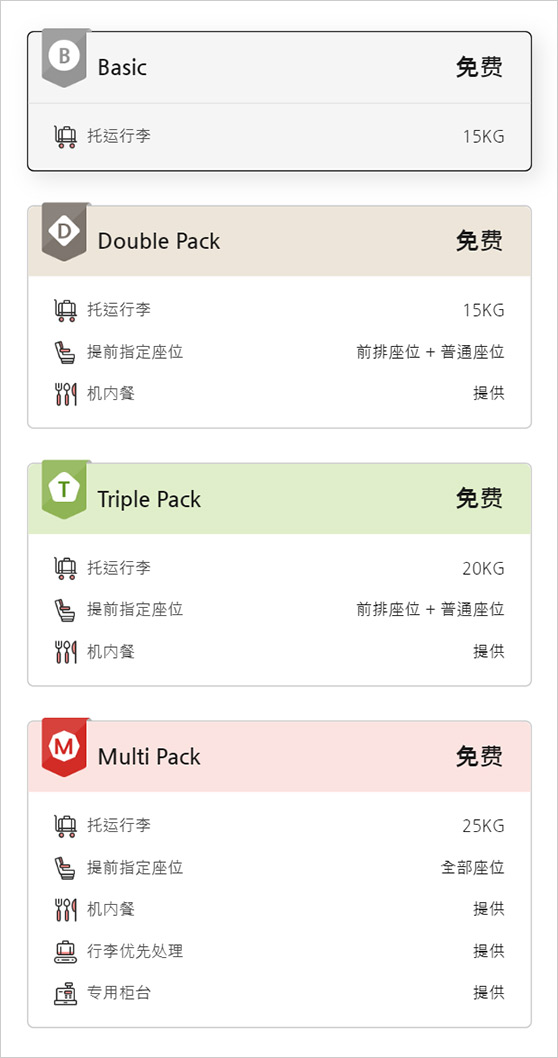 B Basic 免费
托运行李 15KG
D Double Pack 免费
托运行李 15KG
提前指定座位 前排座位 + 普通座位
机内餐 提供
T Triple Pack 免费
托运行李 20KG
提前指定座位 前排座位 + 普通座位
机内餐 提供
M Multi Pack 免费
托运行李 25KG
提前指定座位 全部座位
机内餐 提供
行李优先处理 提供
专用柜台 提供